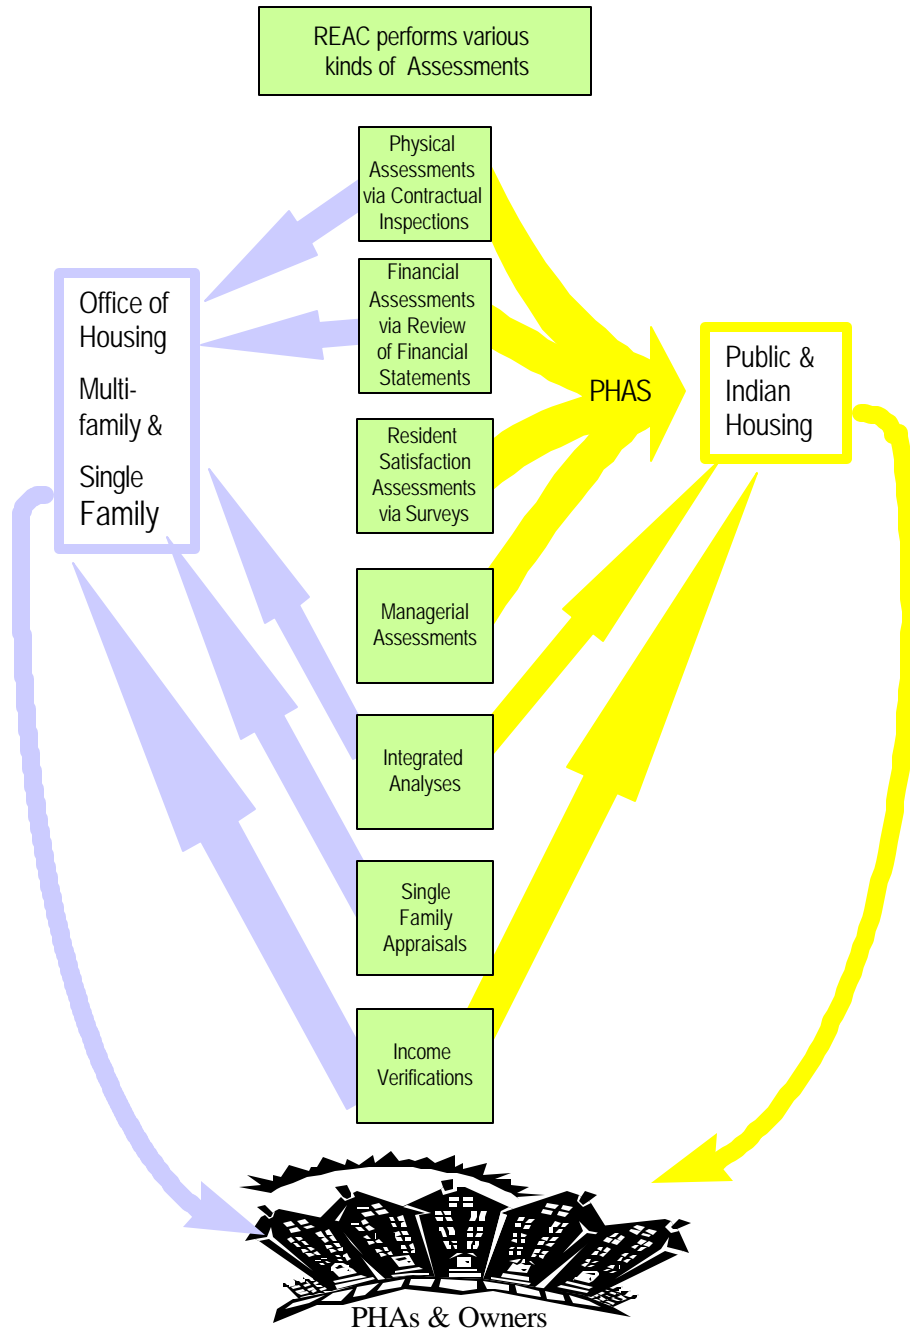 REAC performs various
kinds of Assessments
Physical
Assessments
via Contractual
Inspections
Financial
Assessments
via Review
of Financial
Statements
Office of
Housing
Multi-
family &
Single
Family
PHAS
Public &
Indian
Housing
Resident
Satisfaction
Assessments
via Surveys
Managerial
Assessments
Integrated
Analyses
Single
Family
Appraisals
Income
Verifications
PHAs & Owners